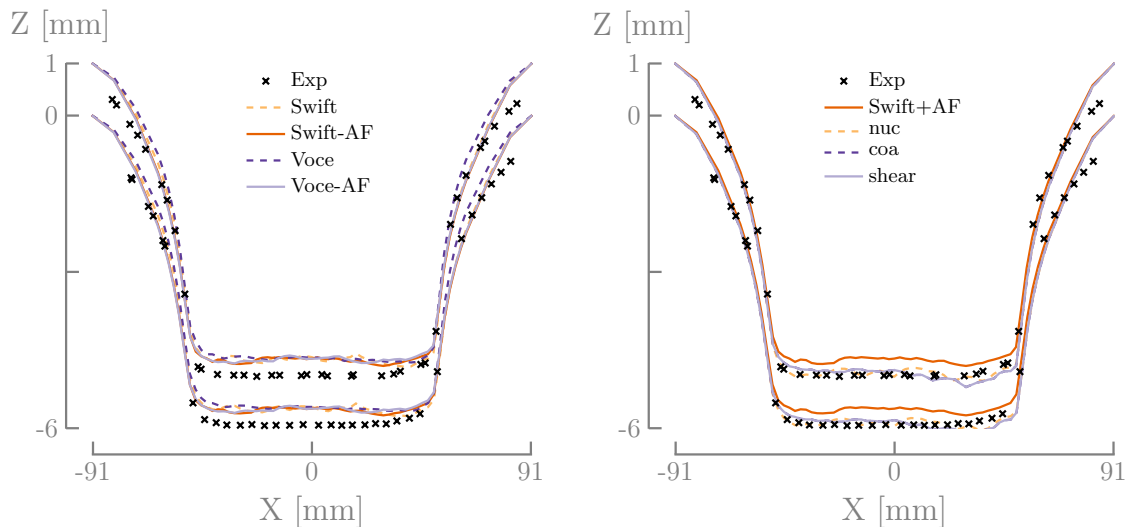 Z [mm]
1
0
-6
Exp
Swift
Swift-AF
Voce
Voce-AF
-91
0
91
X [mm]
Z [mm]
1
0
-6
Exp
Swift+AF
nuc
coa
shear
-91
0
91
X [mm]